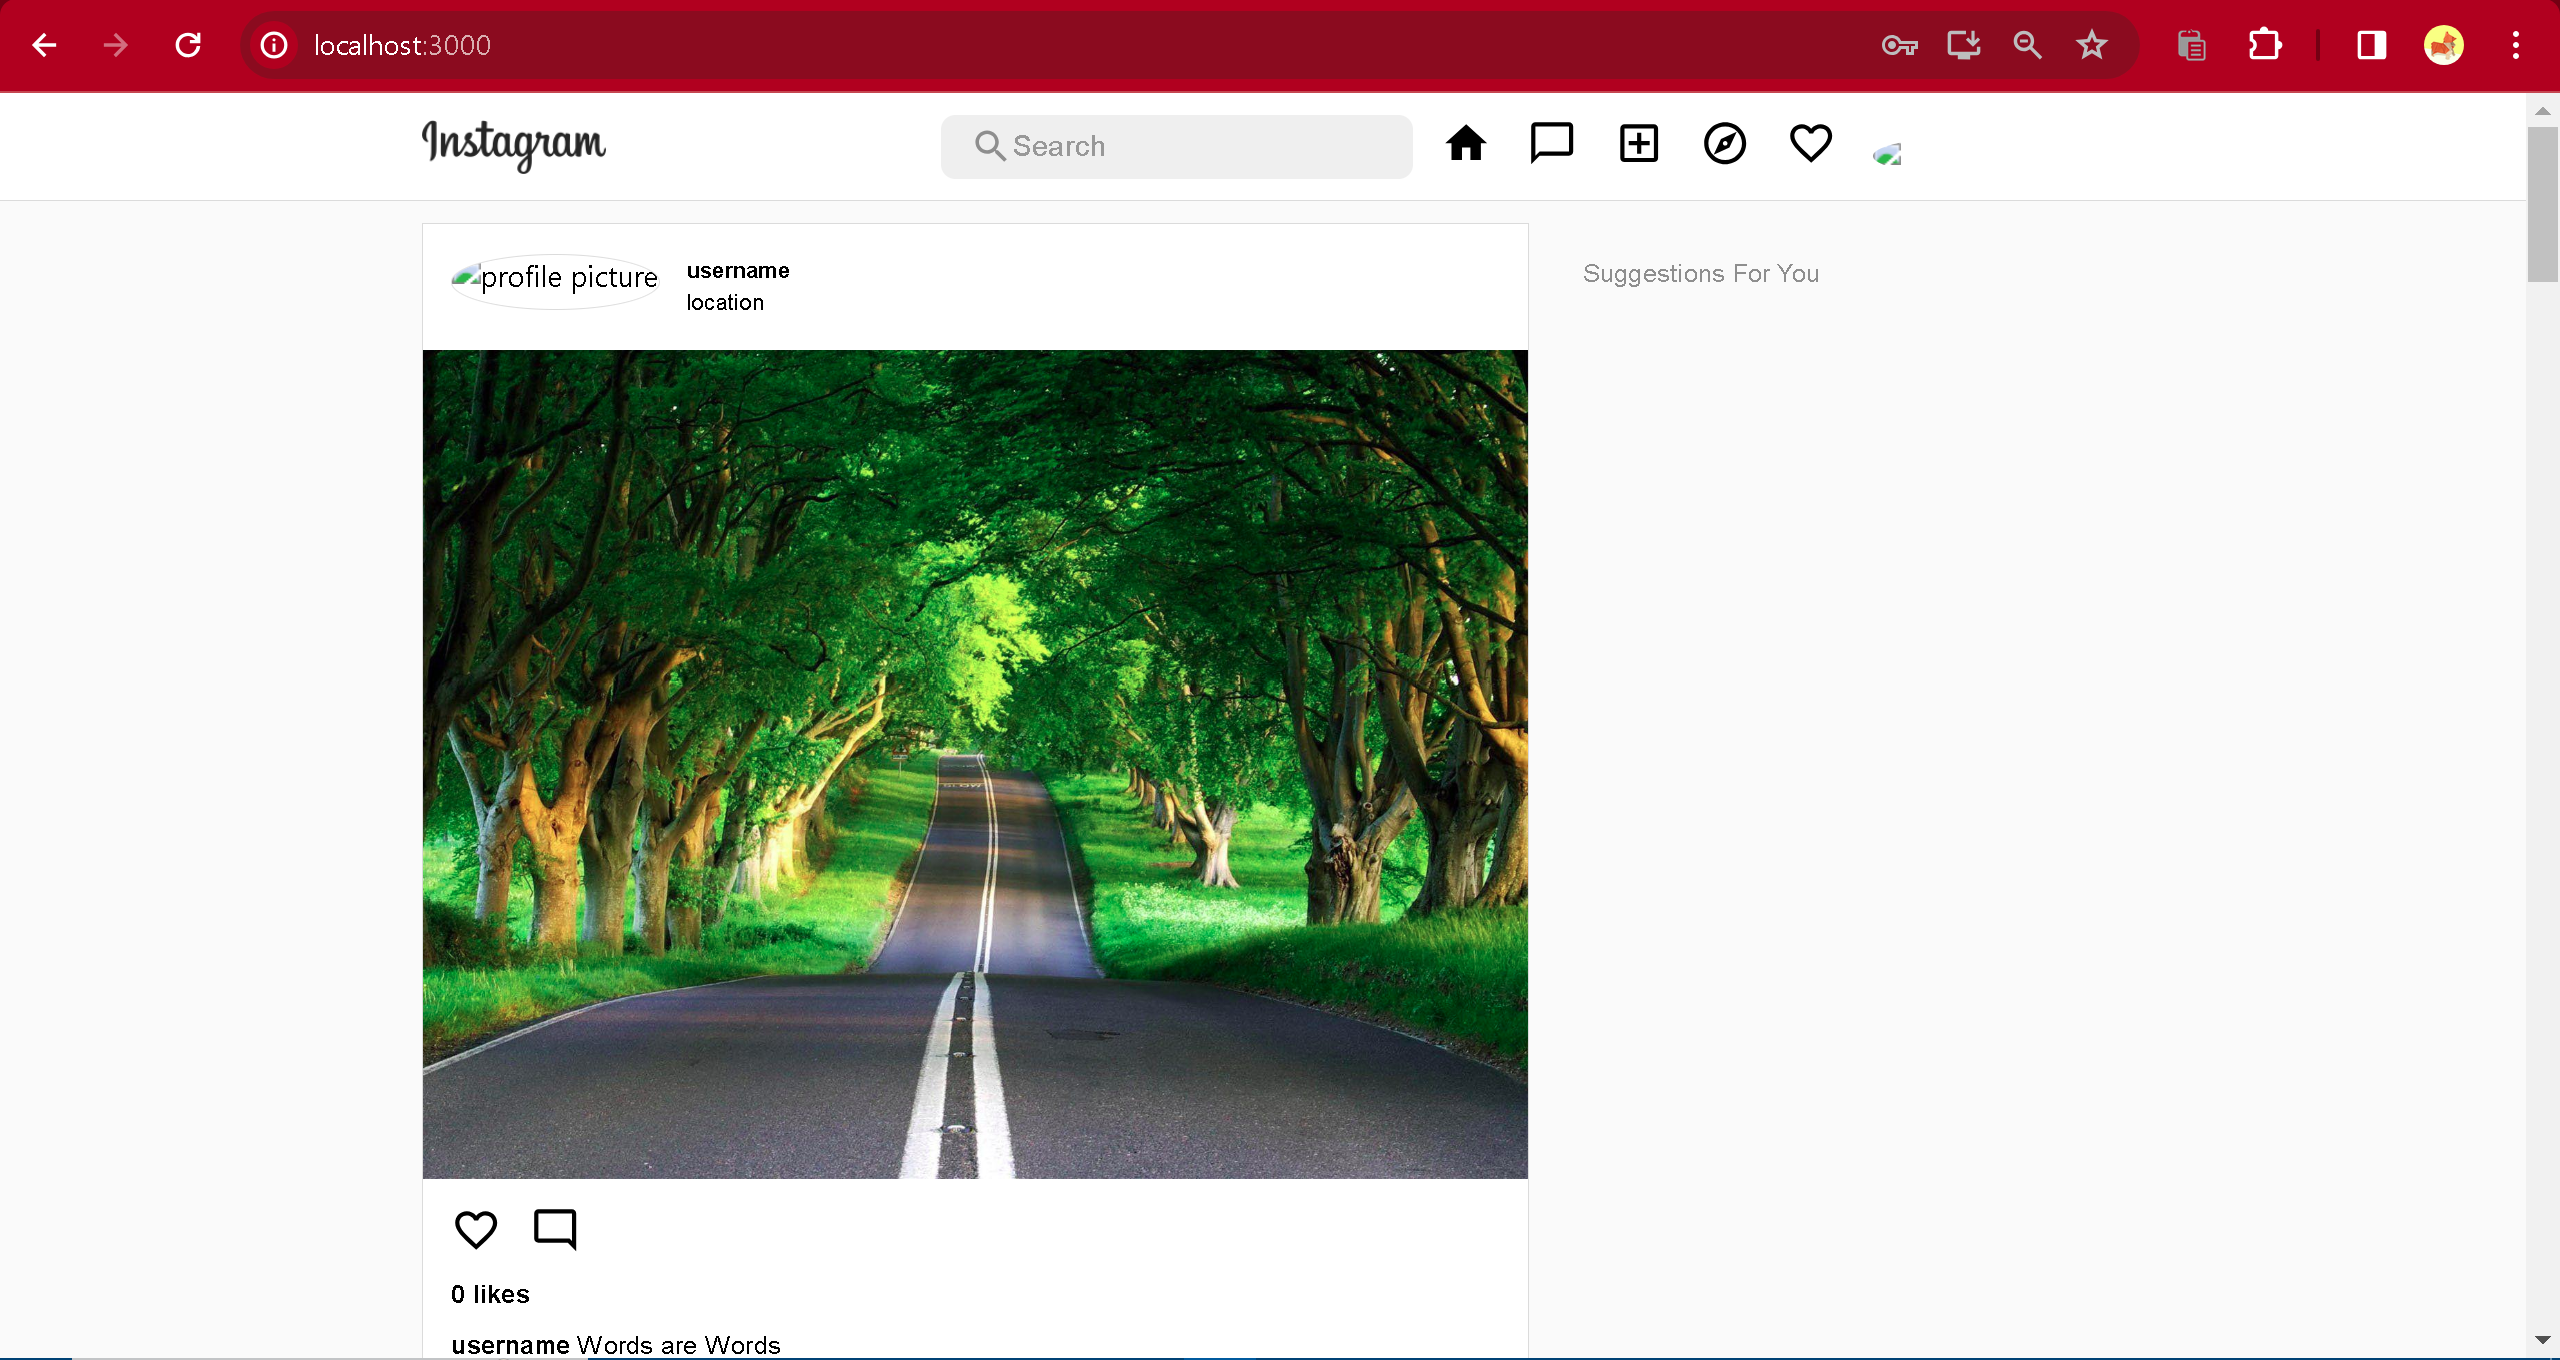 localhost:3000
Instagram
Search
profile picture
username
location
Suggestions For You
0 likes
username Words are Words